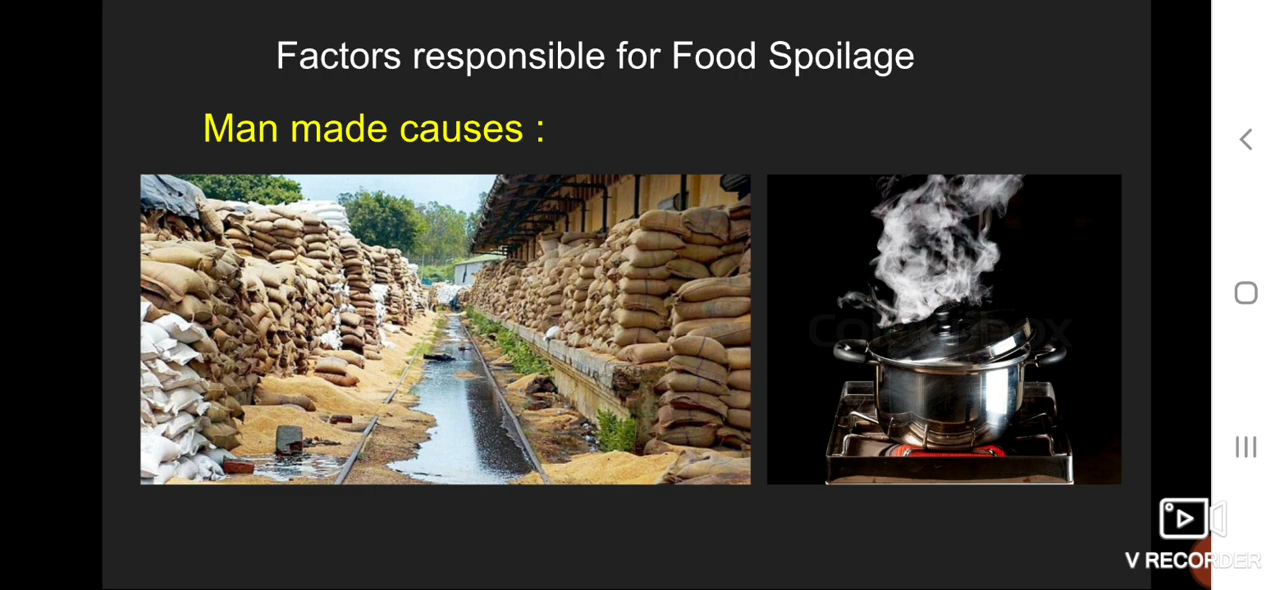 Factors responsible for Food Spoilage
Man made causes :
V RECORDER